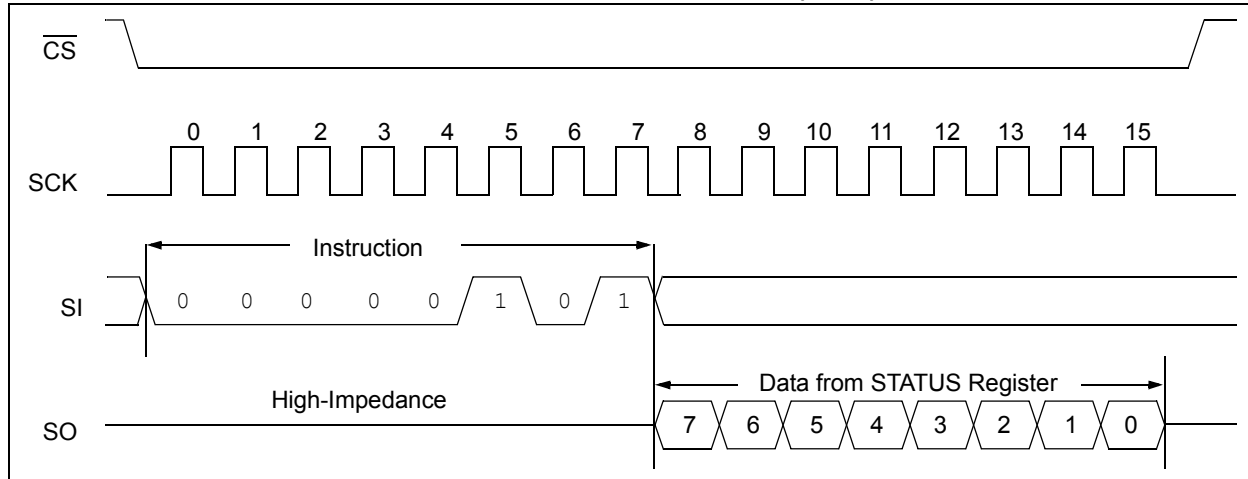 CS
0 1 2 3 4 5 6 7 8 9 10 11 12 13 14 15
SCK
Instruction
SI 0 0 0 0 0 1 0 1
Data from STATUS Register
High-Impedance
SO 7 6 5 4 3 2 1 0